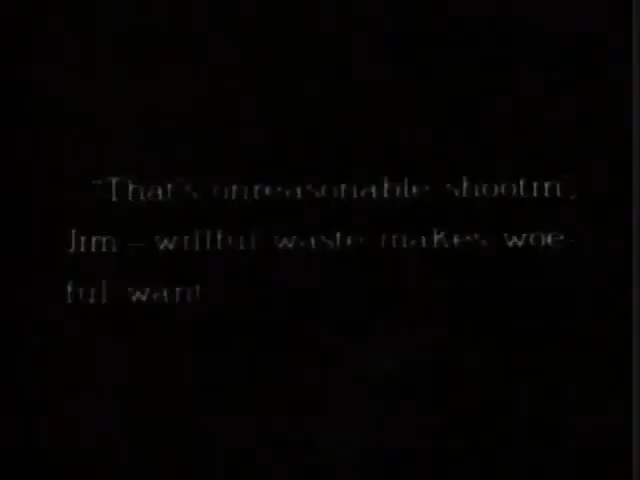 "That's unreasonable shootin',
Jim — willful waste makes woe-
ful want